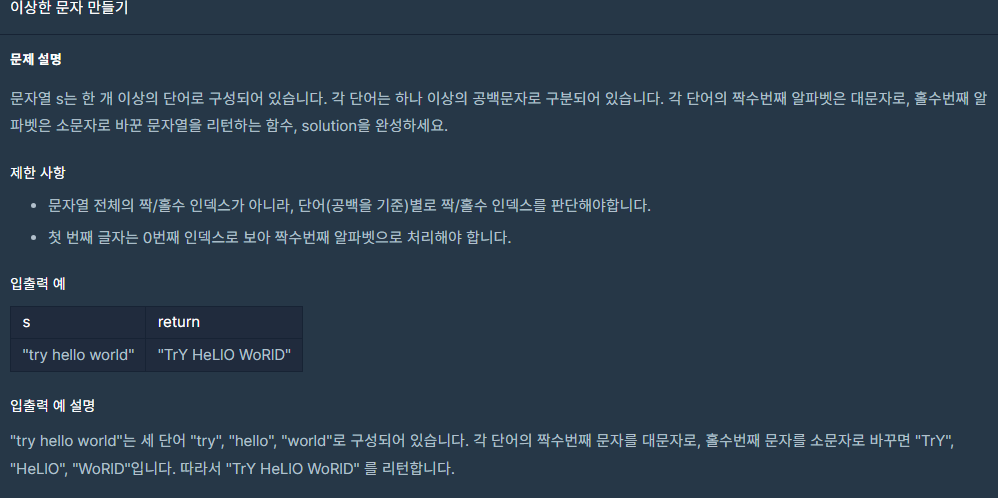 이상한 문자 만들기
문제 설명
문자열 s는 한 개 이상의 단어로 구성되어 있습니다. 각 단어는 하나 이상의 공백문자로 구분되어 있습니다. 각 단어의 짝수번째 알파벳은 대문자로, 홀수번째 알
파벳은 소문자로 바꾼 문자열을 리턴하는 함수, solution을 완성하세요.
제한 사항
• 문자열 전체의 짝/홀수 인덱스가 아니라, 단어(공백을 기준)별로 짝/홀수 인덱스를 판단해야합니다.
• 첫 번째 글자는 0번째 인덱스로 보아 짝수번째 알파벳으로 처리해야 합니다.
입출력 예
s return
"try hello world" "TrY HeLlO WoRlD"
입출력 예 설명
"try hello world"는 세 단어 "try", "hello", "world"로 구성되어 있습니다. 각 단어의 짝수번째 문자를 대문자로, 홀수번째 문자를 소문자로 바꾸면 "TrY",
"HeLlO", "WoRlD"입니다. 따라서 "TrY HeLlO WoRlD" 를 리턴합니다.